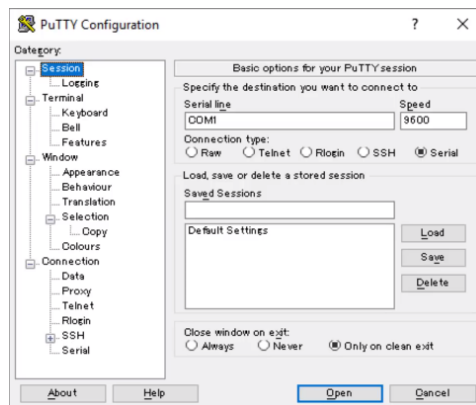 PuTTY Configuration
Category:
Session
Logging
Terminal
Keyboard
Bell
Features
Window
Appearance
Behaviour
Translation
Selection
Copy
Colours
Connection
Data
Proxy
Telnet
Rlogin
SSH
Serial
Basic options for your PuTTY session
Specify the destination you want to connect to
Serial line Speed
COM1 9600
Connection type:
Raw Telnet Rlogin SSH Serial
Load, save or delete a stored session
Saved Sessions
Default Settings
Load
Save
Delete
Close window on exit:
Always Never Only on clean exit
About Help Open Cancel